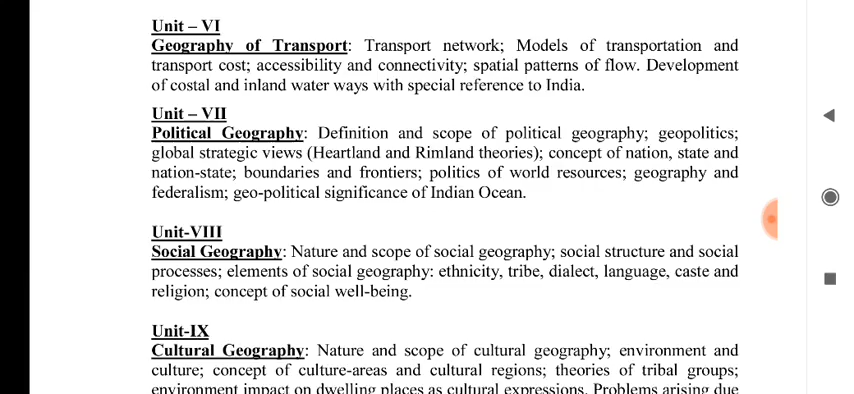 Unit – VI
Geography of Transport: Transport network; Models of transportation and
transport cost; accessibility and connectivity; spatial patterns of flow. Development
of costal and inland water ways with special reference to India.
Unit – VII
Political Geography: Definition and scope of political geography; geopolitics;
global strategic views (Heartland and Rimland theories); concept of nation, state and
nation-state; boundaries and frontiers; politics of world resources; geography and
federalism; geo-political significance of Indian Ocean.
Unit-VIII
Social Geography: Nature and scope of social geography; social structure and social
processes; elements of social geography: ethnicity, tribe, dialect, language, caste and
religion; concept of social well-being.
Unit-IX
Cultural Geography: Nature and scope of cultural geography; environment and
culture; concept of culture-areas and cultural regions; theories of tribal groups;
environment impact on dwelling places as cultural expressions. Problems arising due